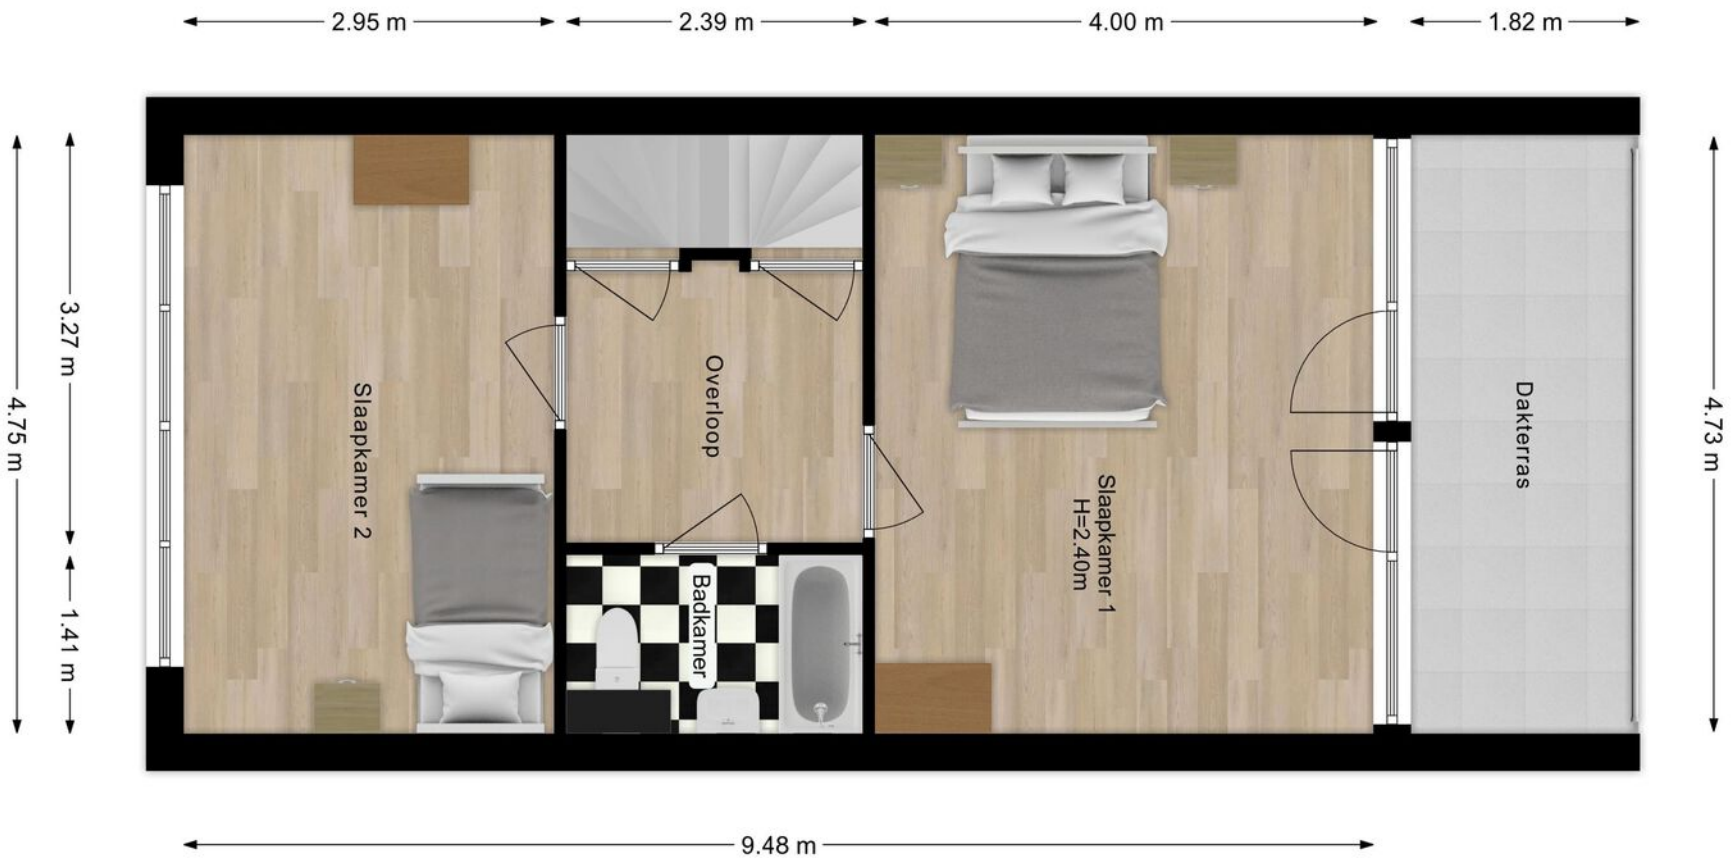 2.95 m
2.39 m
4.00 m
1.82 m
4.75 m
3.27 m
1.41 m
Slaapkamer 2
Overloop
Badkamer
Slaapkamer 1
H=2.40m
Dakterras
4.73 m
9.48 m